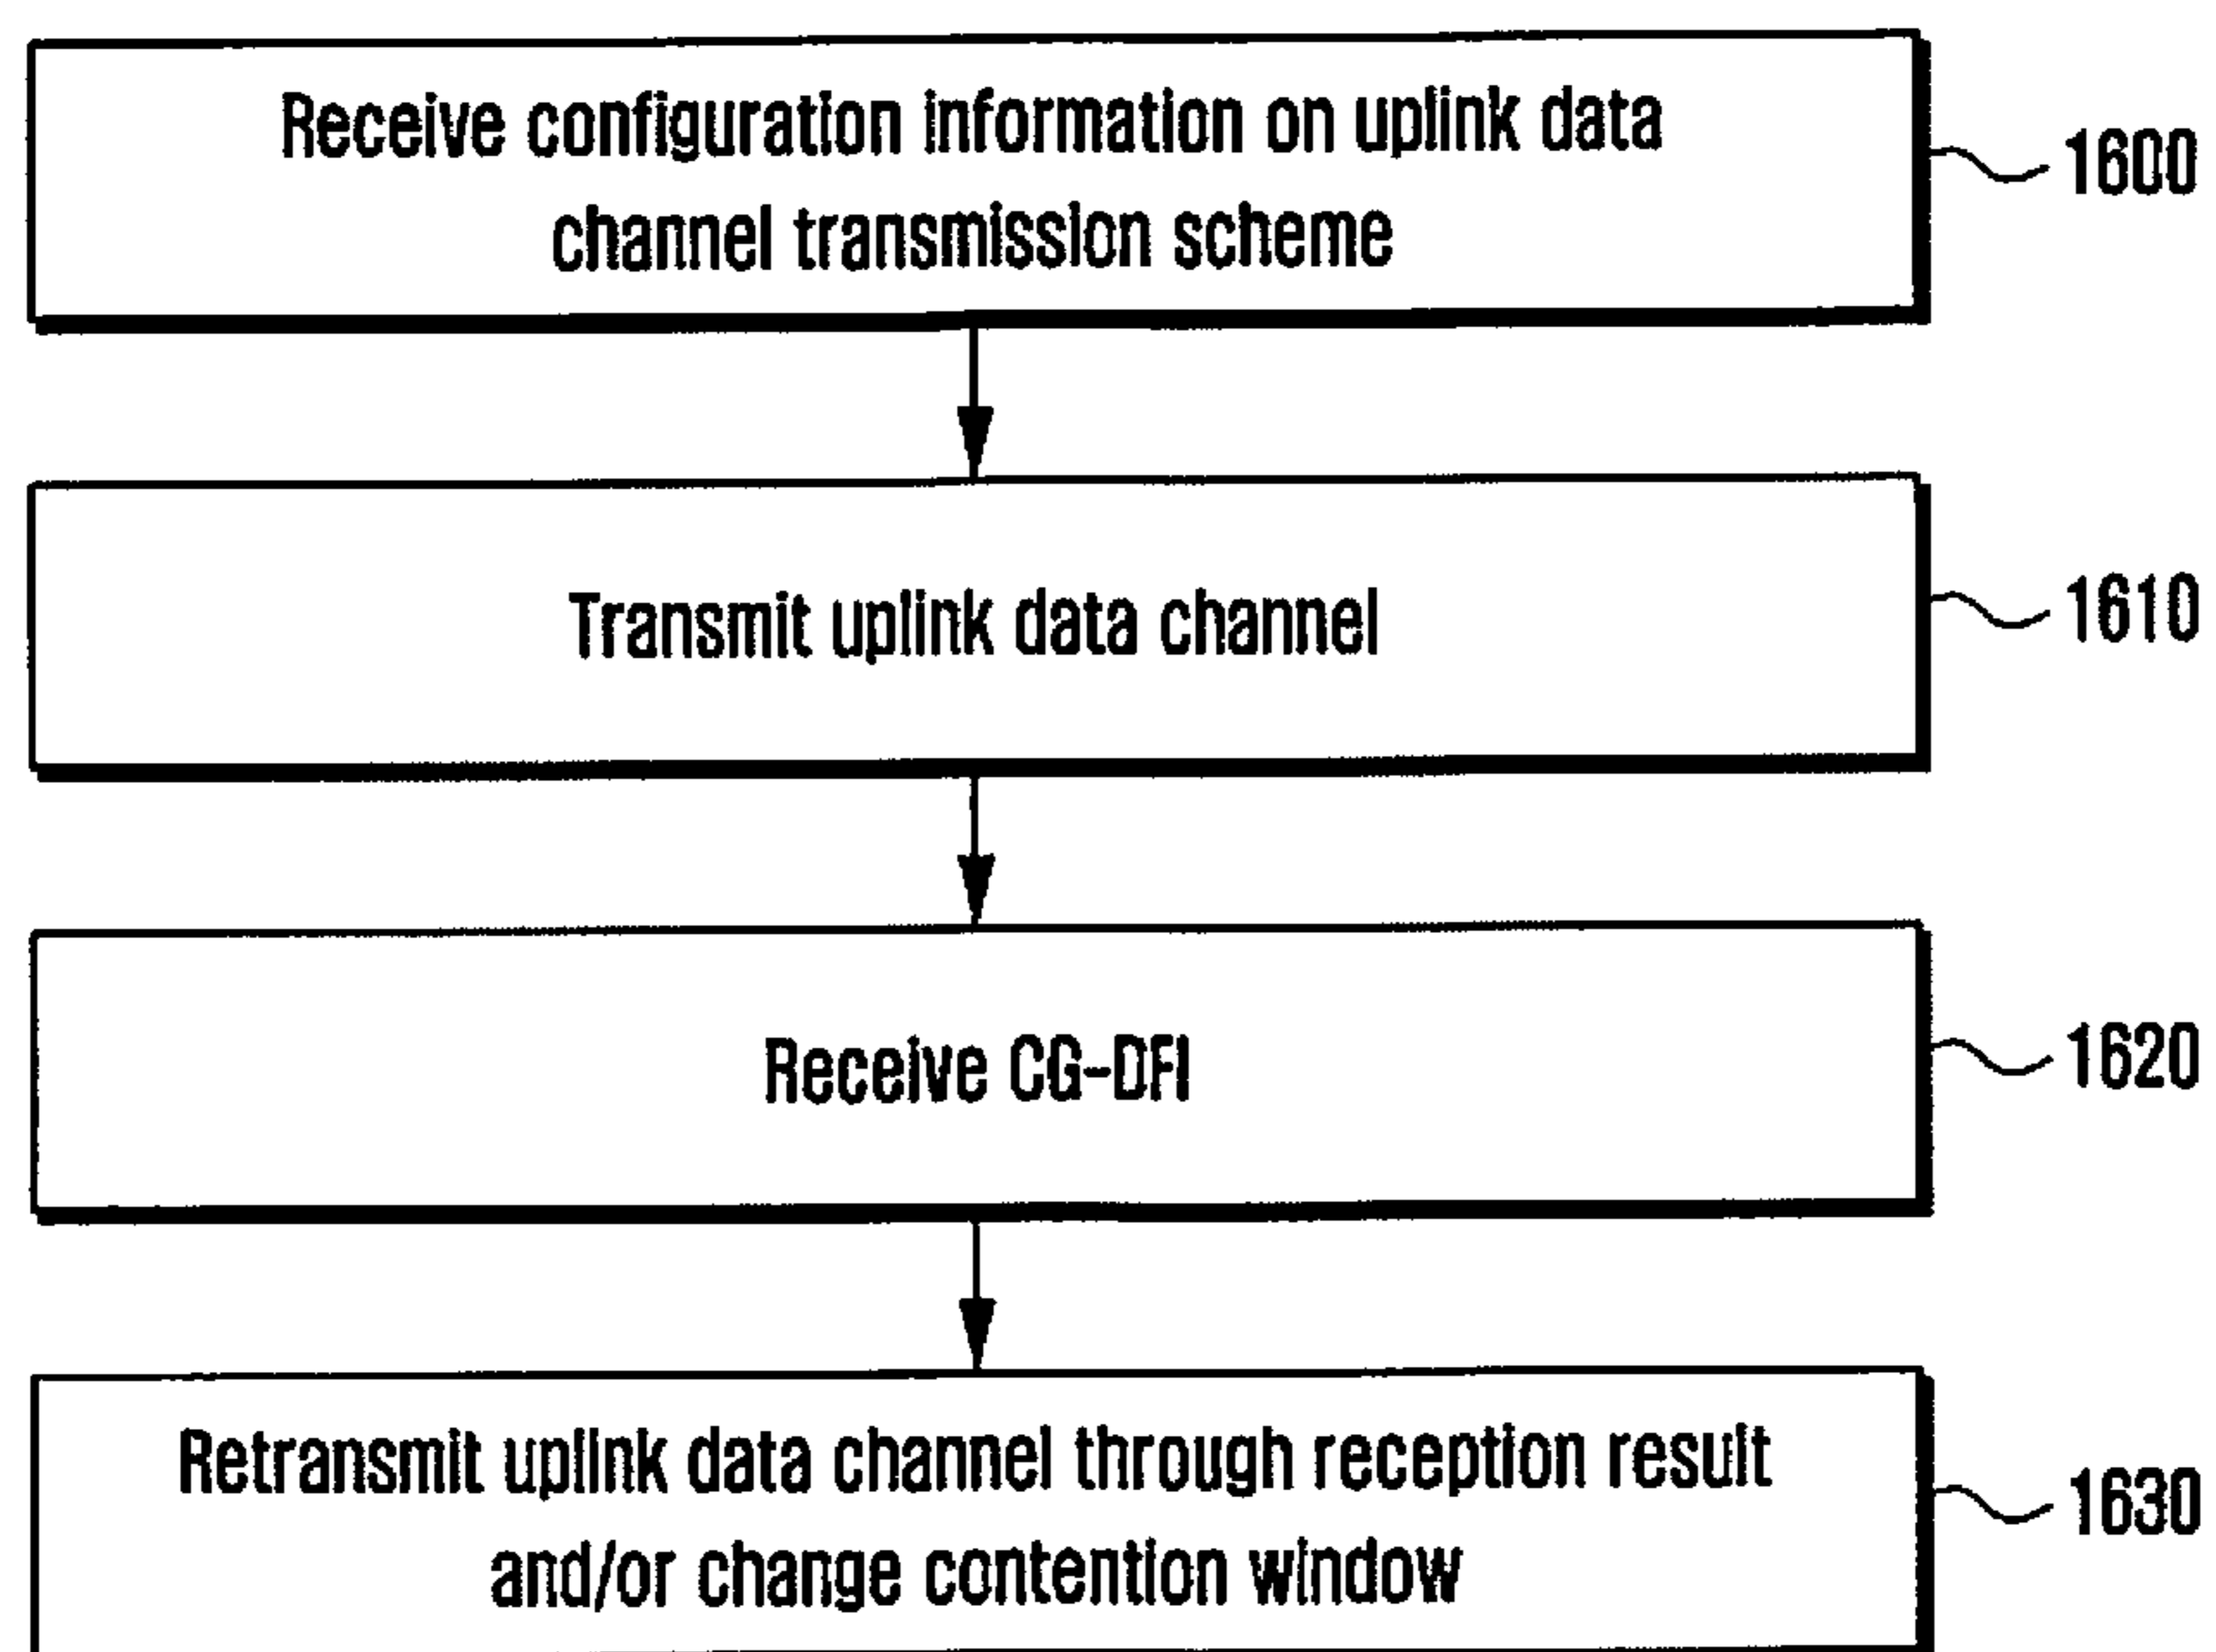 Receive configuration information on uplink data
channel transmission scheme
1600
Transmit uplink data channel
1610
Receive CG-DFI
1620
Retransmit uplink data channel through reception result
and/or change contention window
1630